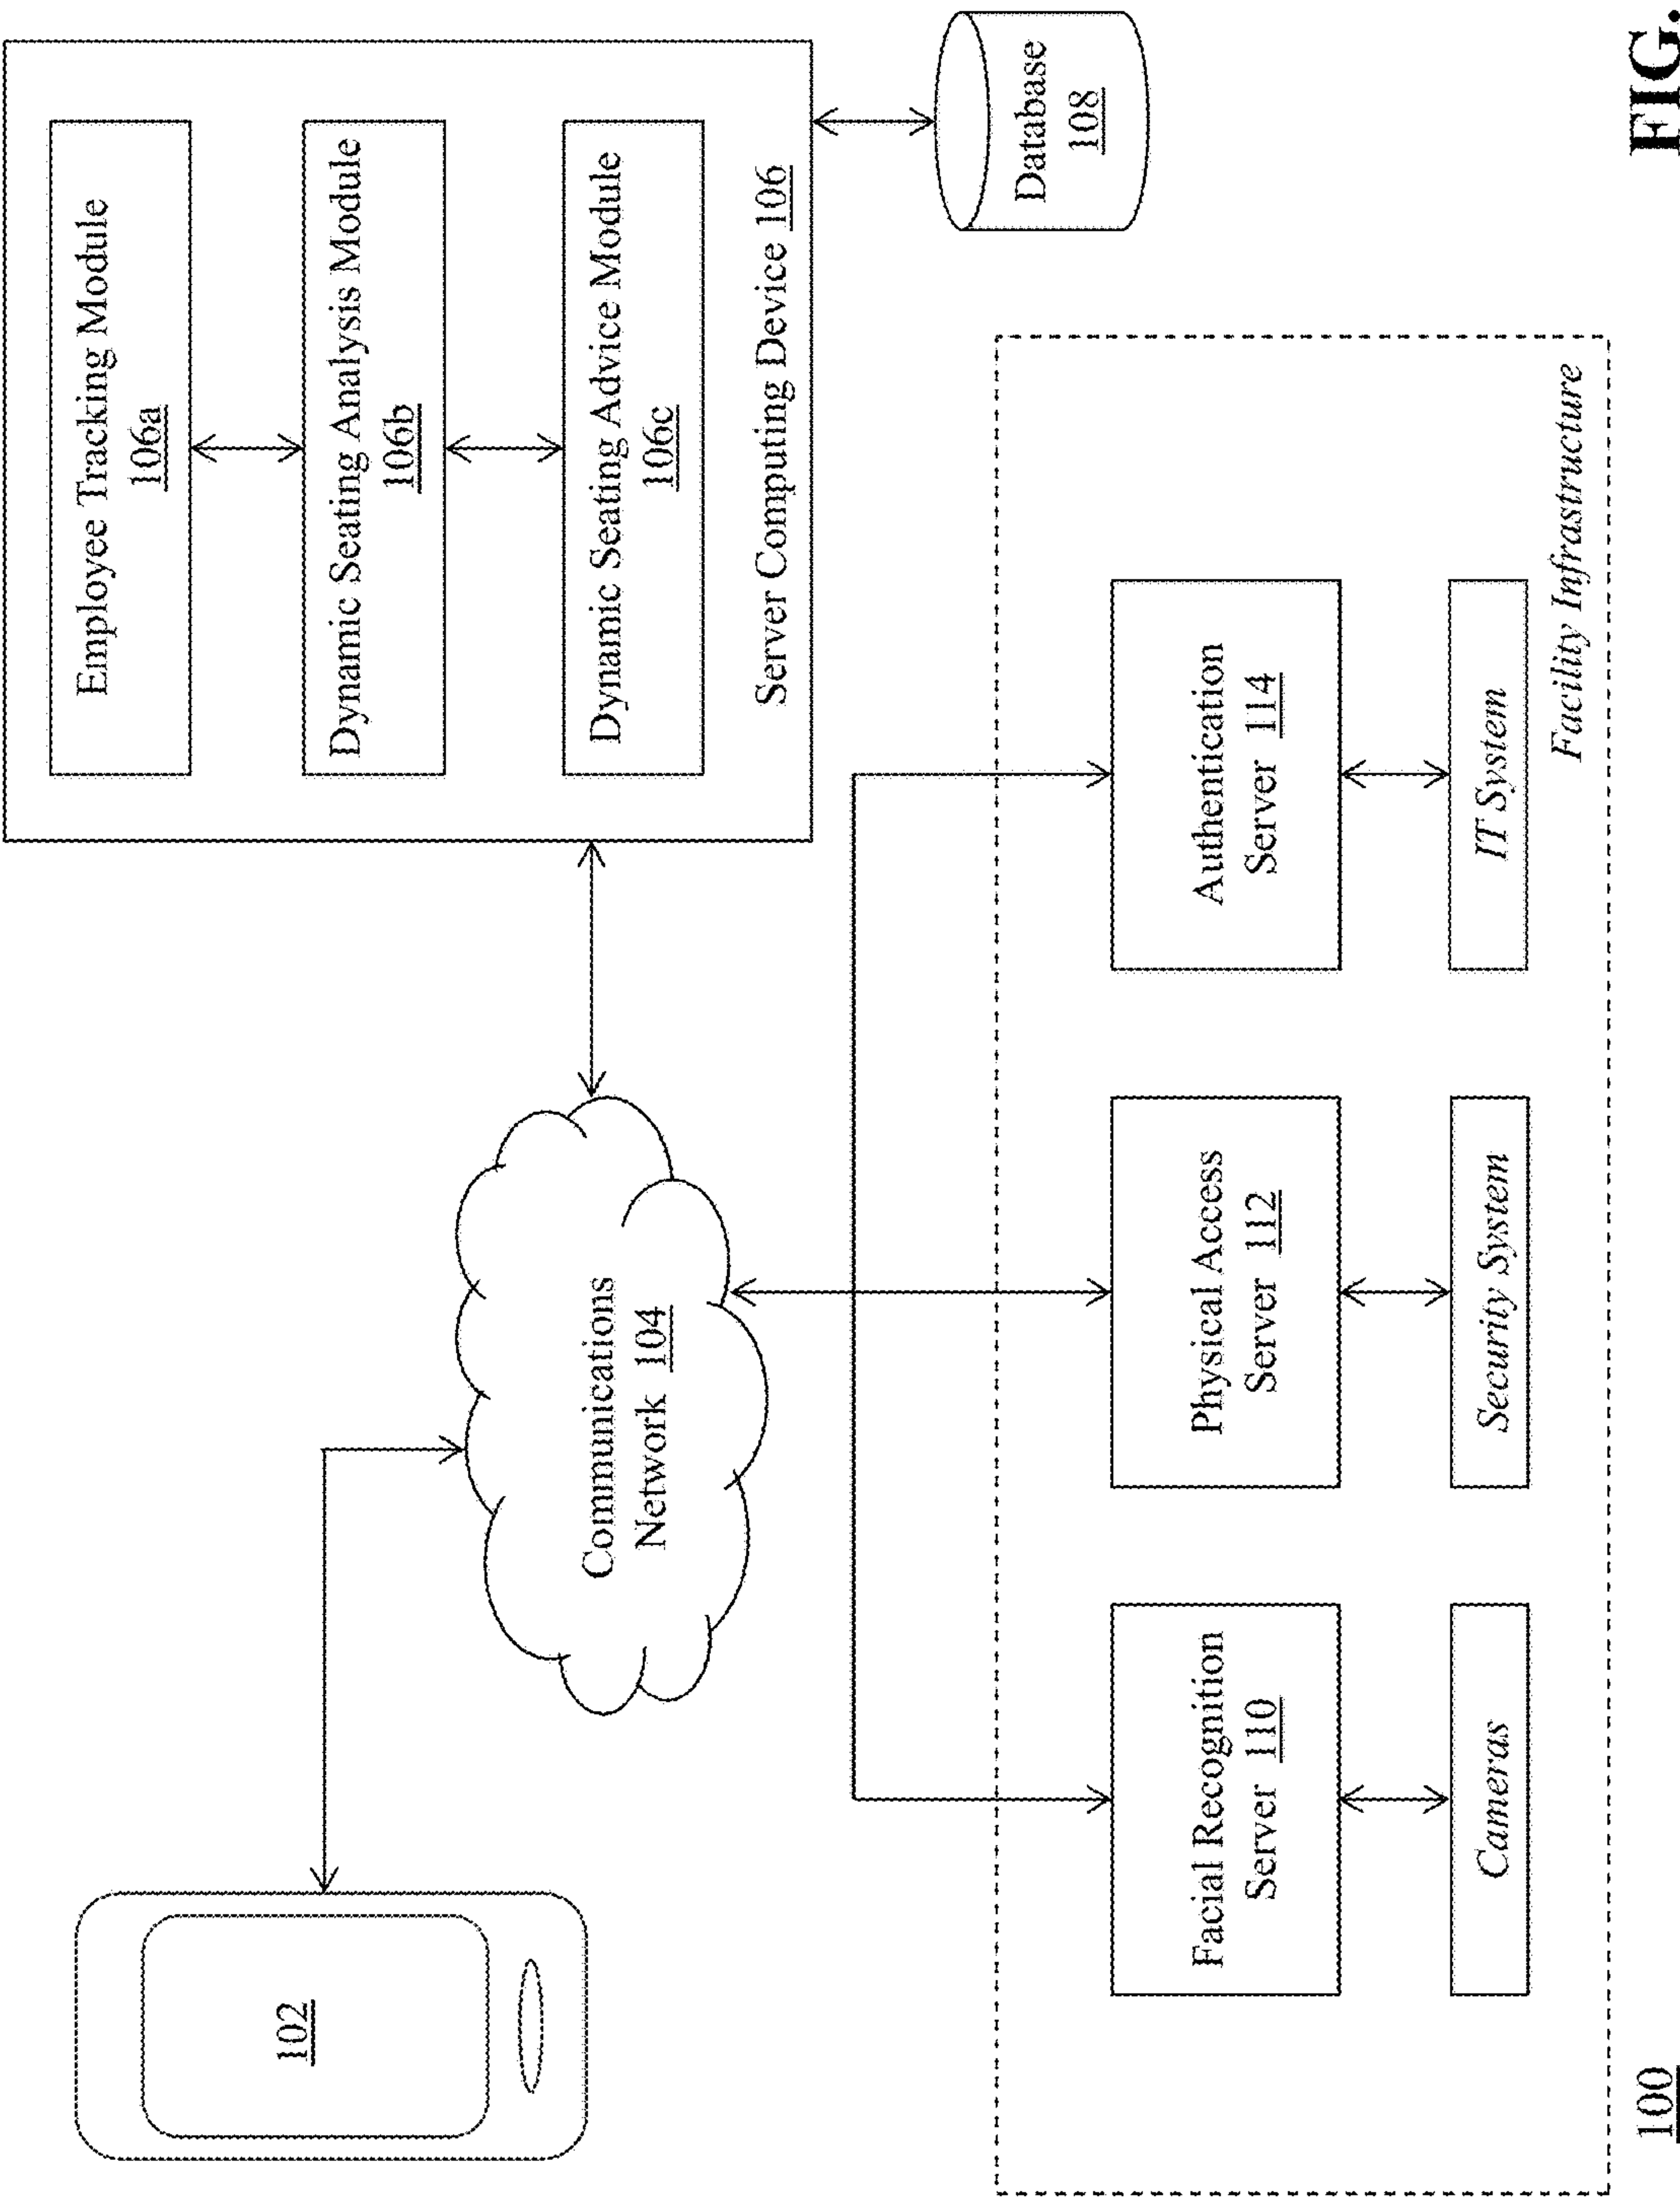 102
Communications
Network 104
Employee Tracking Module
106a
Dynamic Seating Analysis Module
106b
Dynamic Seating Advice Module
106c
Server Computing Device 106
Database
108
Facial Recognition
Server 110
Physical Access
Server 112
Authentication
Server 114
Cameras
Security System
IT System
Facility Infrastructure
100
FIG.